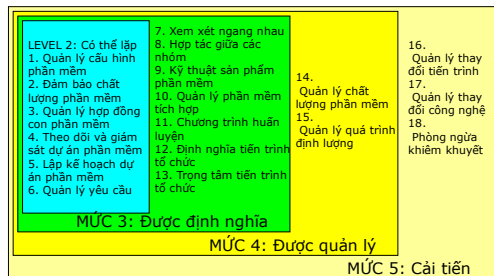 LEVEL 2: Có thể lặp
1. Quản lý cấu hình
phần mềm
2. Đảm bảo chất
lượng phần mềm
3. Quản lý hợp đồng
con phần mềm
4. Theo dõi và giám
sát dự án phần mềm
5. Lập kế hoạch dự
án phần mềm
6. Quản lý yêu cầu
7. Xem xét ngang nhau
8. Hợp tác giữa các
nhóm
9. Kỹ thuật sản phẩm
phần mềm
10. Quản lý phần mềm
tích hợp
11. Chương trình huấn
luyện
12. Định nghĩa tiến trình
tổ chức
13. Trọng tâm tiến trình
tổ chức
MỨC 3: Được định nghĩa
14.
Quản lý chất
lượng phần mềm
15.
Quản lý quá trình
định lượng
MỨC 4: Được quản lý
16.
Quản lý thay
đổi tiến trình
17.
Quản lý thay
đổi công nghệ
18.
Phòng ngừa
khiêm khuyết
MỨC 5: Cải tiến